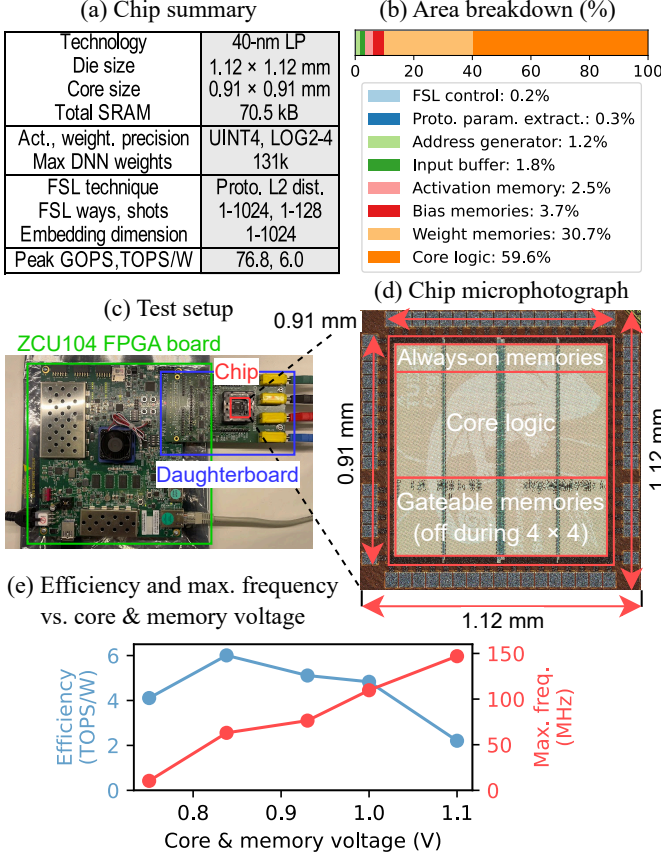 (a) Chip summary
Technology 40-nm LP
Die size 1.12 × 1.12 mm
Core size 0.91 × 0.91 mm
Total SRAM 70.5 kB
Act., weight. precision UINT4, LOG2-4
Max DNN weights 131k
FSL technique Proto. L2 dist.
FSL ways, shots 1-1024, 1-128
Embedding dimension 1-1024
Peak GOPS,TOPS/W 76.8, 6.0
(b) Area breakdown (%)
0 20 40 60 80 100
FSL control: 0.2%
Proto. param. extract.: 0.3%
Address generator: 1.2%
Input buffer: 1.8%
Activation memory: 2.5%
Bias memories: 3.7%
Weight memories: 30.7%
Core logic: 59.6%
(c) Test setup
ZCU104 FPGA board
Chip
Daughterboard
(d) Chip microphotograph
0.91 mm
Always-on memories
Core logic
Gateable memories
(off during 4 × 4)
0.91 mm
1.12 mm
1.12 mm
(e) Efficiency and max. frequency
vs. core & memory voltage
Efficiency
(TOPS/W)
6
4
2
0
150
100
50
0
Max. freq.
(MHz)
0.8 0.9 1.0 1.1
Core & memory voltage (V)